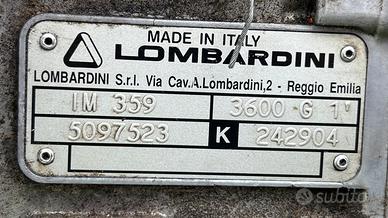 MADE IN ITALY
LOMBARDINI
LOMBARDINI S.r.l. Via Cav.A.Lombardini,2 - Reggio Emilia
IM 359 3600 G 1'
5097523 K 242904
subito